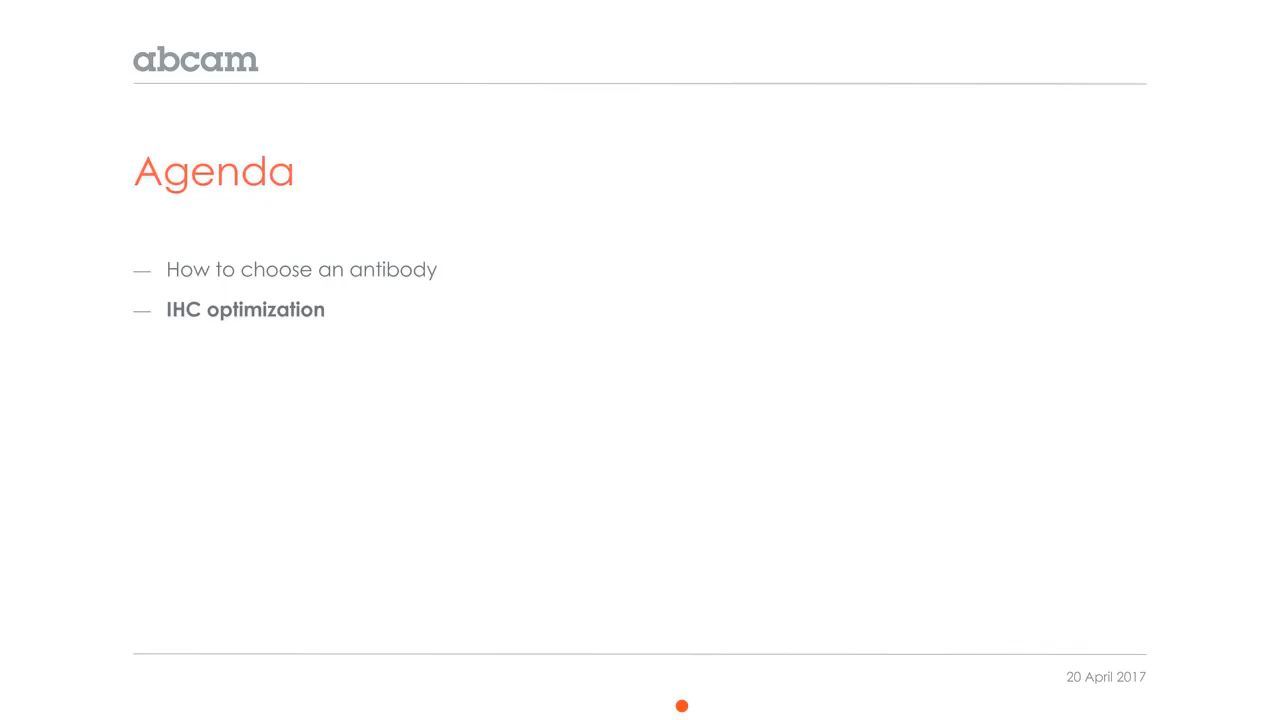 abcam
Agenda
— How to choose an antibody
— IHC optimization
20 April 2017